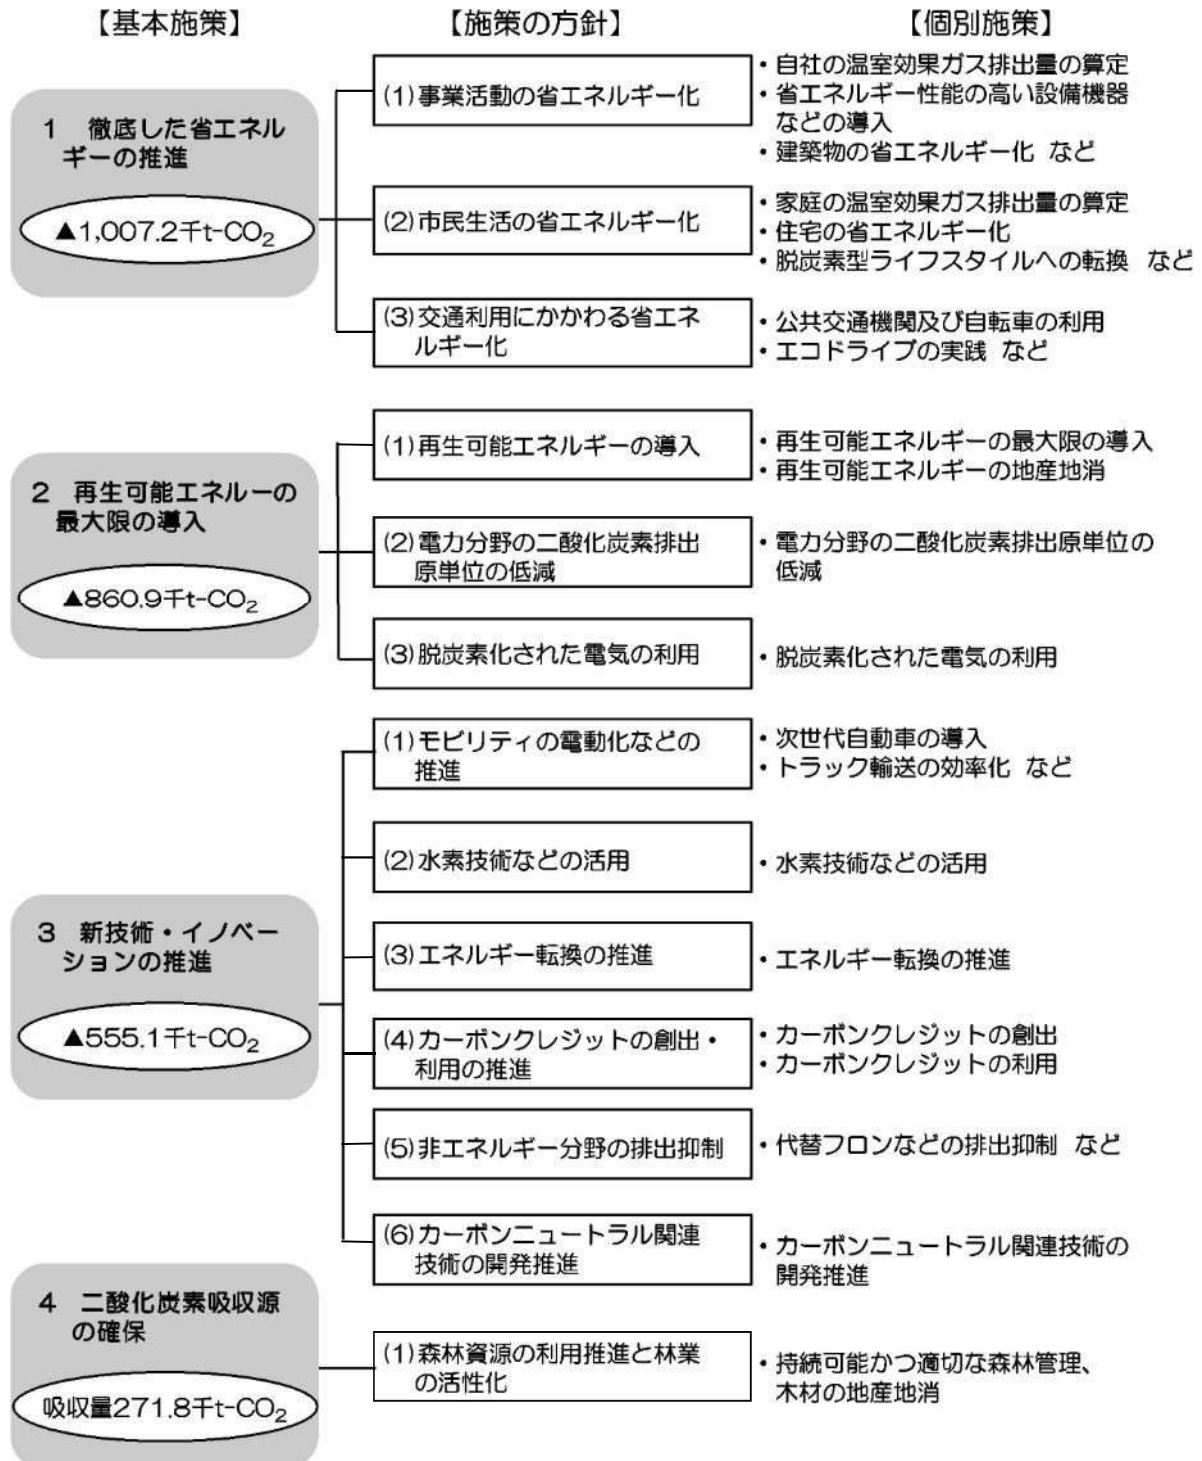 【基本施策】
【施策の方針】
【個別施策】
1 徹底した省エネル
ギーの推進
▲1,007.2千t-CO₂
(1)事業活動の省エネルギー化
・自社の温室効果ガス排出量の算定
・省エネルギー性能の高い設備機器
などの導入
・建築物の省エネルギー化 など
(2)市民生活の省エネルギー化
・家庭の温室効果ガス排出量の算定
・住宅の省エネルギー化
・脱炭素型ライフスタイルへの転換 など
(3)交通利用にかかわる省エネ
ルギー化
・公共交通機関及び自転車の利用
・エコドライブの実践 など
2 再生可能エネルーの
最大限の導入
▲860.9千t-CO₂
(1)再生可能エネルギーの導入
・再生可能エネルギーの最大限の導入
・再生可能エネルギーの地産地消
(2)電力分野の二酸化炭素排出
原単位の低減
・電力分野の二酸化炭素排出原単位の
低減
(3)脱炭素化された電気の利用
・脱炭素化された電気の利用
3 新技術・イノベー
ションの推進
▲555.1千t-CO₂
(1)モビリティの電動化などの
推進
・次世代自動車の導入
・トラック輸送の効率化 など
(2)水素技術などの活用
・水素技術などの活用
(3)エネルギー転換の推進
・エネルギー転換の推進
(4)カーボンクレジットの創出・
利用の推進
・カーボンクレジットの創出
・カーボンクレジットの利用
(5)非エネルギー分野の排出抑制
・代替フロンなどの排出抑制 など
(6)カーボンニュートラル関連
技術の開発推進
・カーボンニュートラル関連技術の
開発推進
4 二酸化炭素吸収源
の確保
吸収量271.8千t-CO₂
(1)森林資源の利用推進と林業
の活性化
・持続可能かつ適切な森林管理、
木材の地産地消